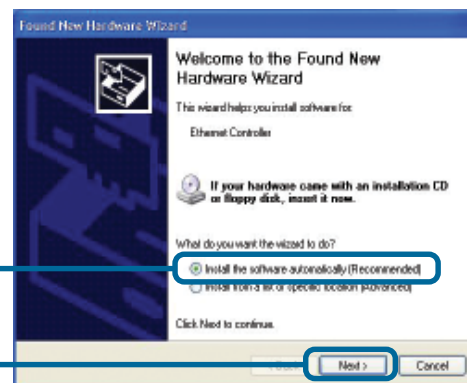 Found New Hardware Wizard
Welcome to the Found New
Hardware Wizard
This wizard helps you install software for:
Ethernet Controller
If your hardware came with an installation CD
or floppy disk, insert it now.
What do you want the wizard to do?
Install the software automatically (Recommended)
Install from a list or specific location (Advanced)
Click Next to continue.
< Back
Next >
Cancel